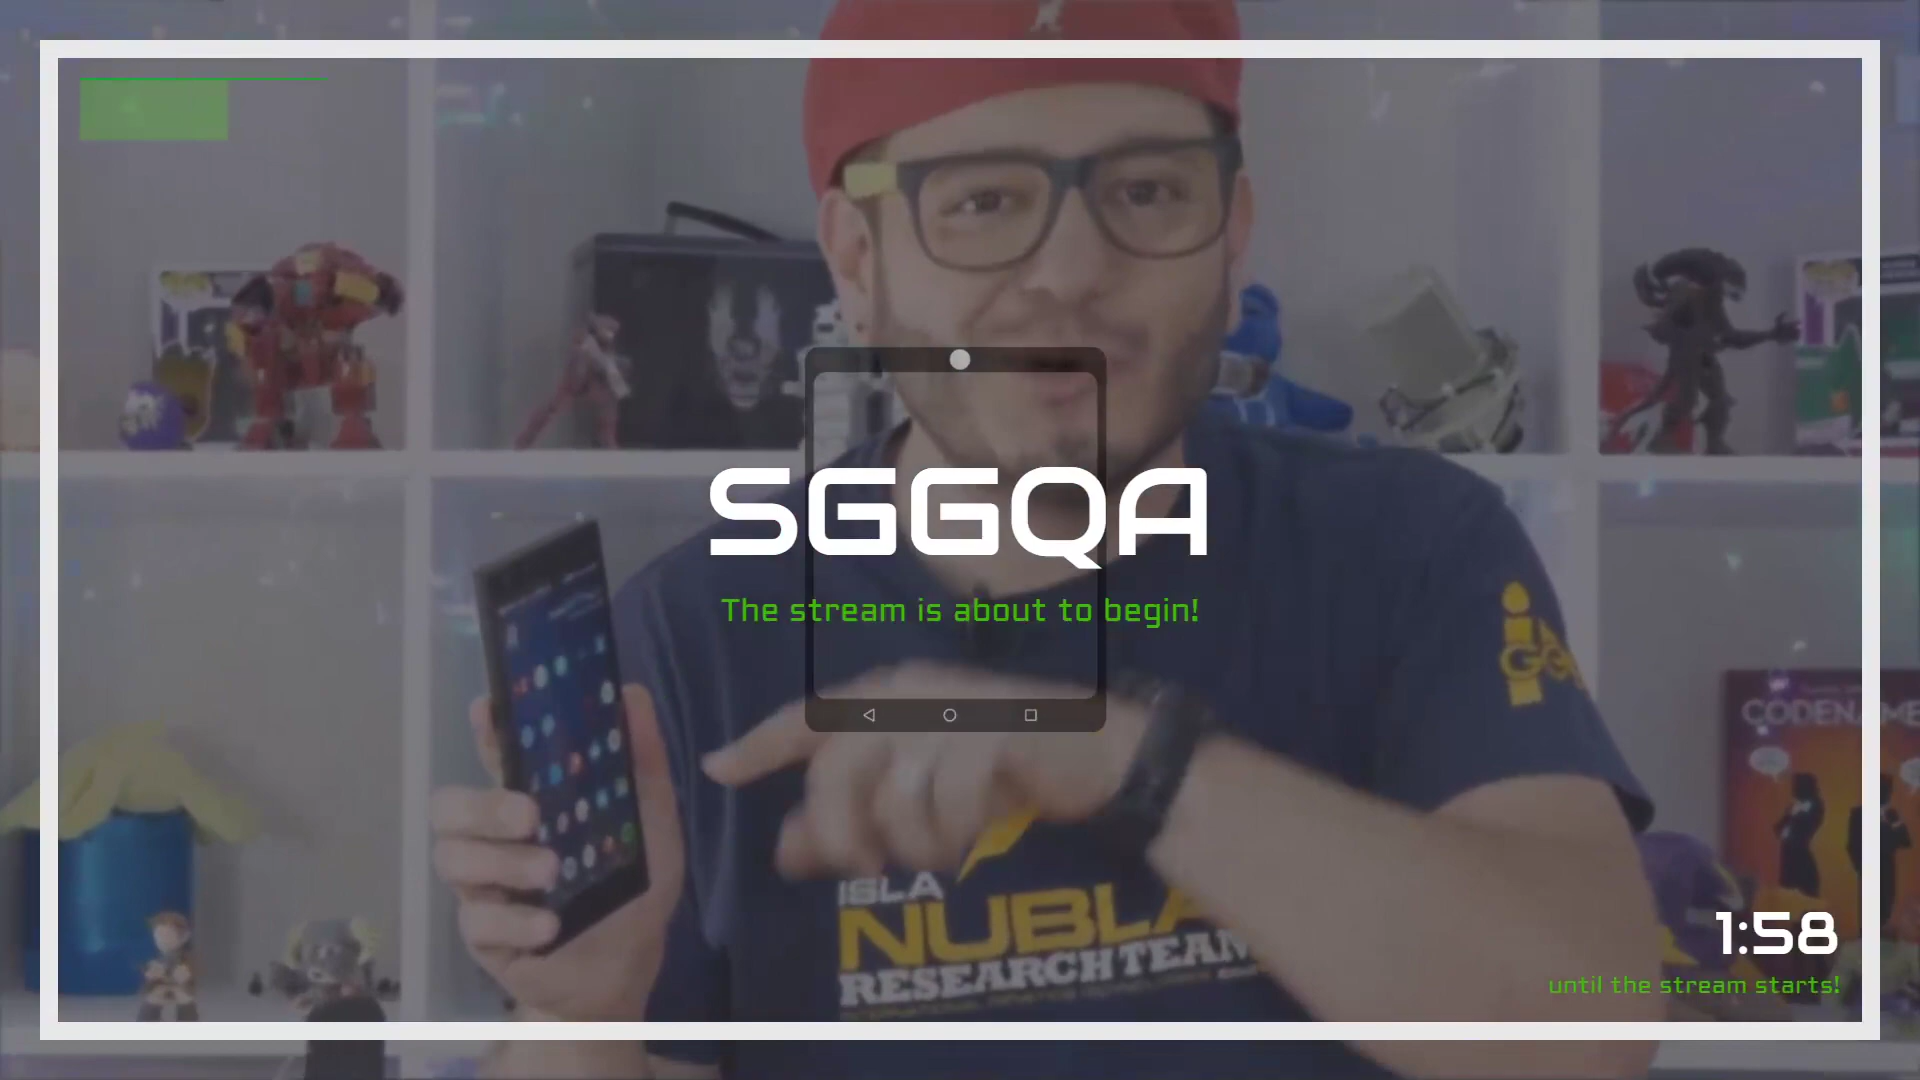 SGGQA
The stream is about to begin!
ISLA
NUBLA
RESEARCH TEAM
CODENAMES
1:58
until the stream starts!